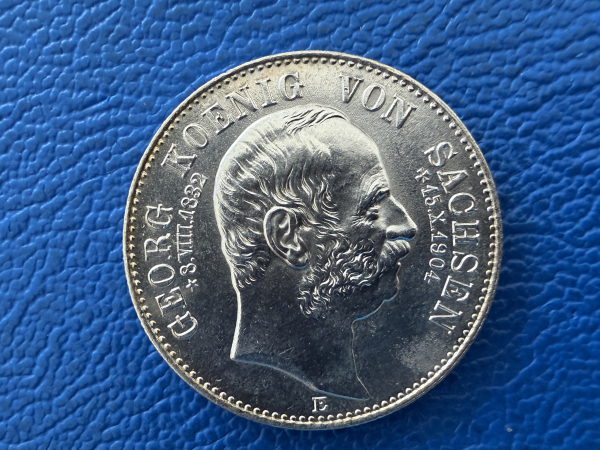 GEORG KOENIG VON SACHSEN
*8.VIII.1832
*15.X.1904
E